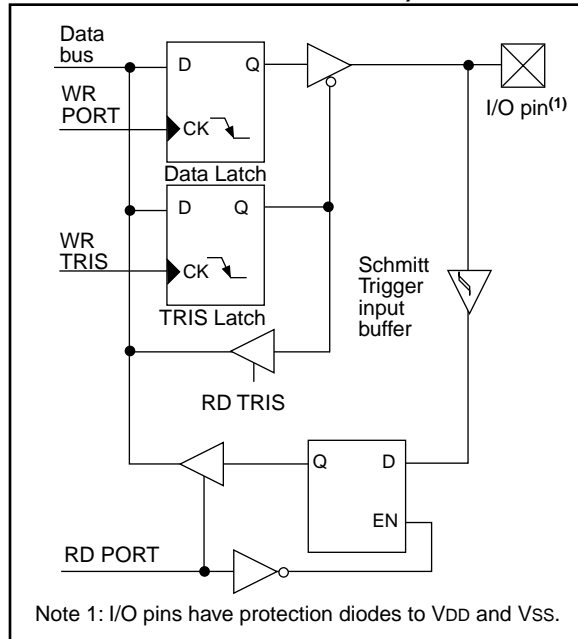 Data
bus
D
Q
WR
PORT
CK
Data Latch
I/O pin(1)
D
Q
WR
TRIS
CK
TRIS Latch
Schmitt
Trigger
input
buffer
RD TRIS
Q
D
EN
RD PORT
Note 1: I/O pins have protection diodes to VDD and VSS.